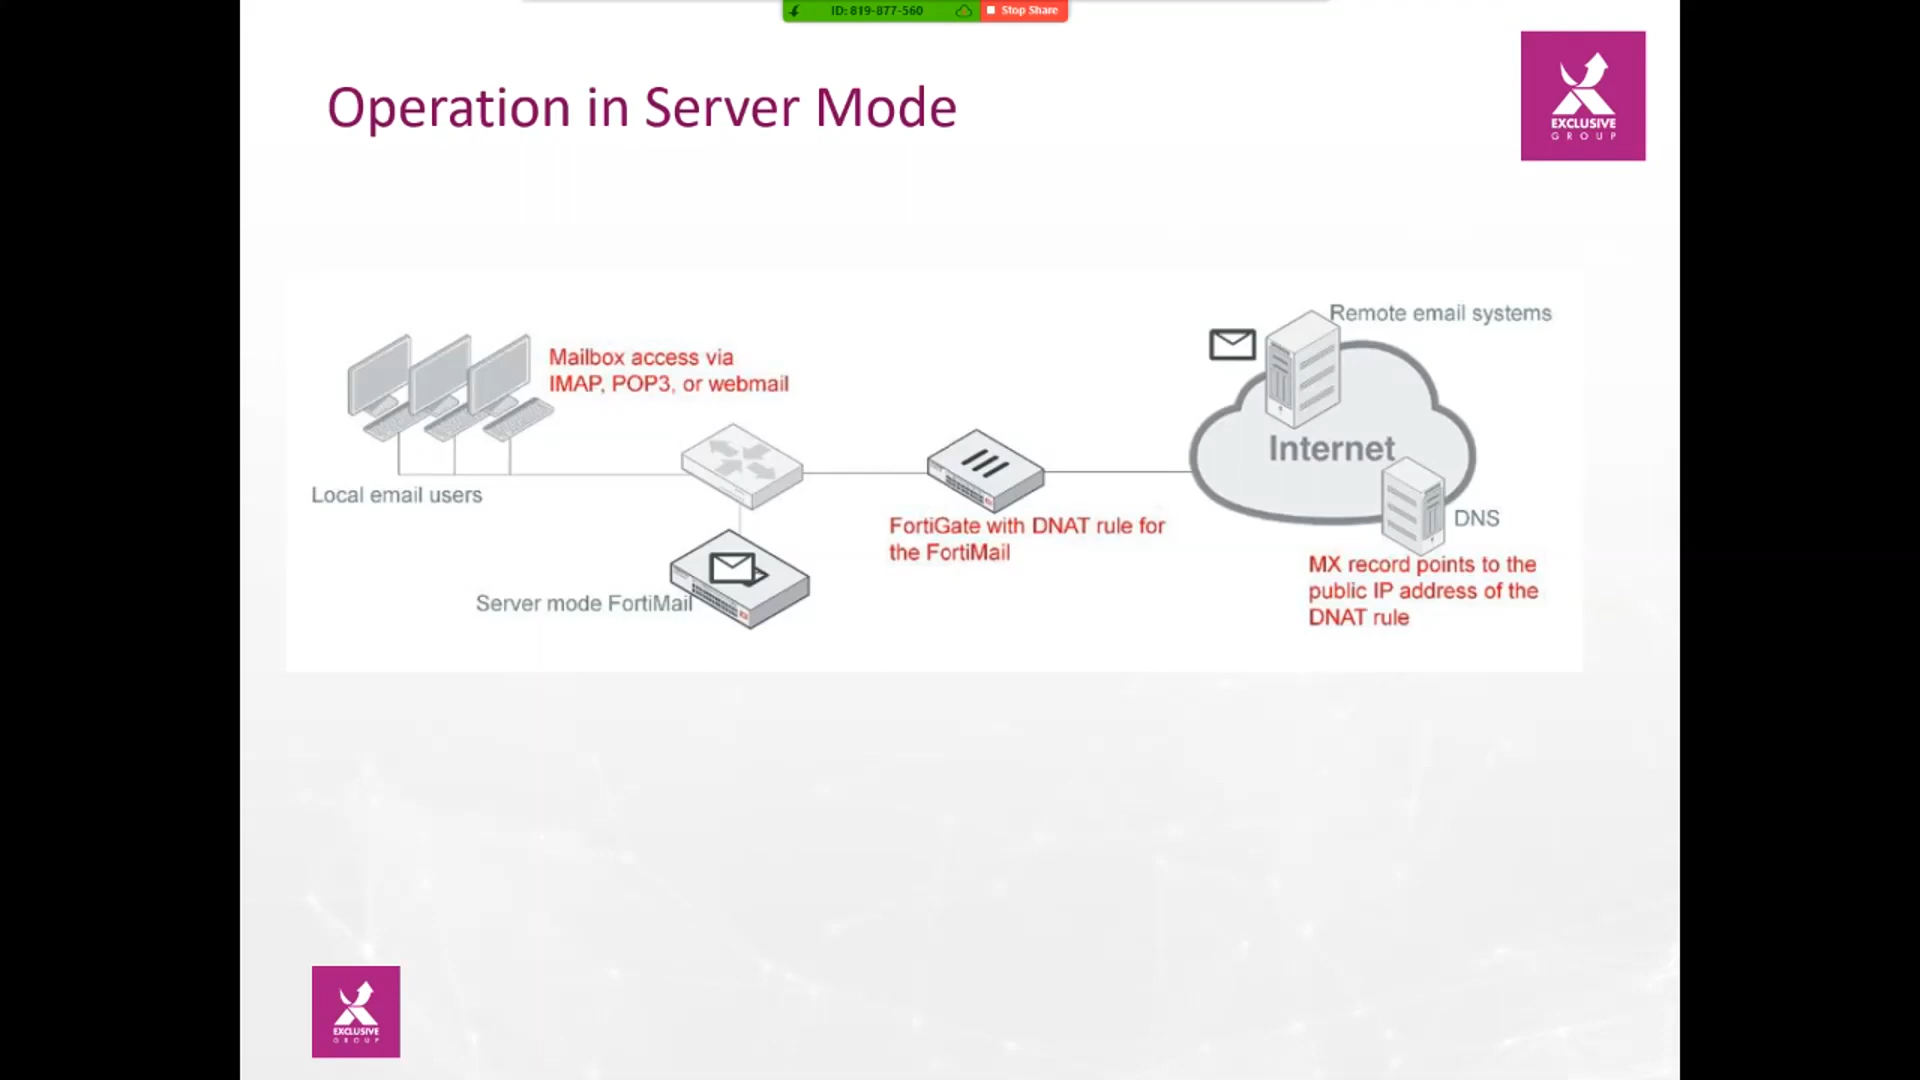 ID: 819-877-560
Stop Share
Operation in Server Mode
EXCLUSIVE
GROUP
Remote email systems
Mailbox access via
IMAP, POP3, or webmail
Internet
Local email users
DNS
FortiGate with DNAT rule for
the FortiMail
MX record points to the
public IP address of the
DNAT rule
Server mode FortiMail
EXCLUSIVE
GROUP